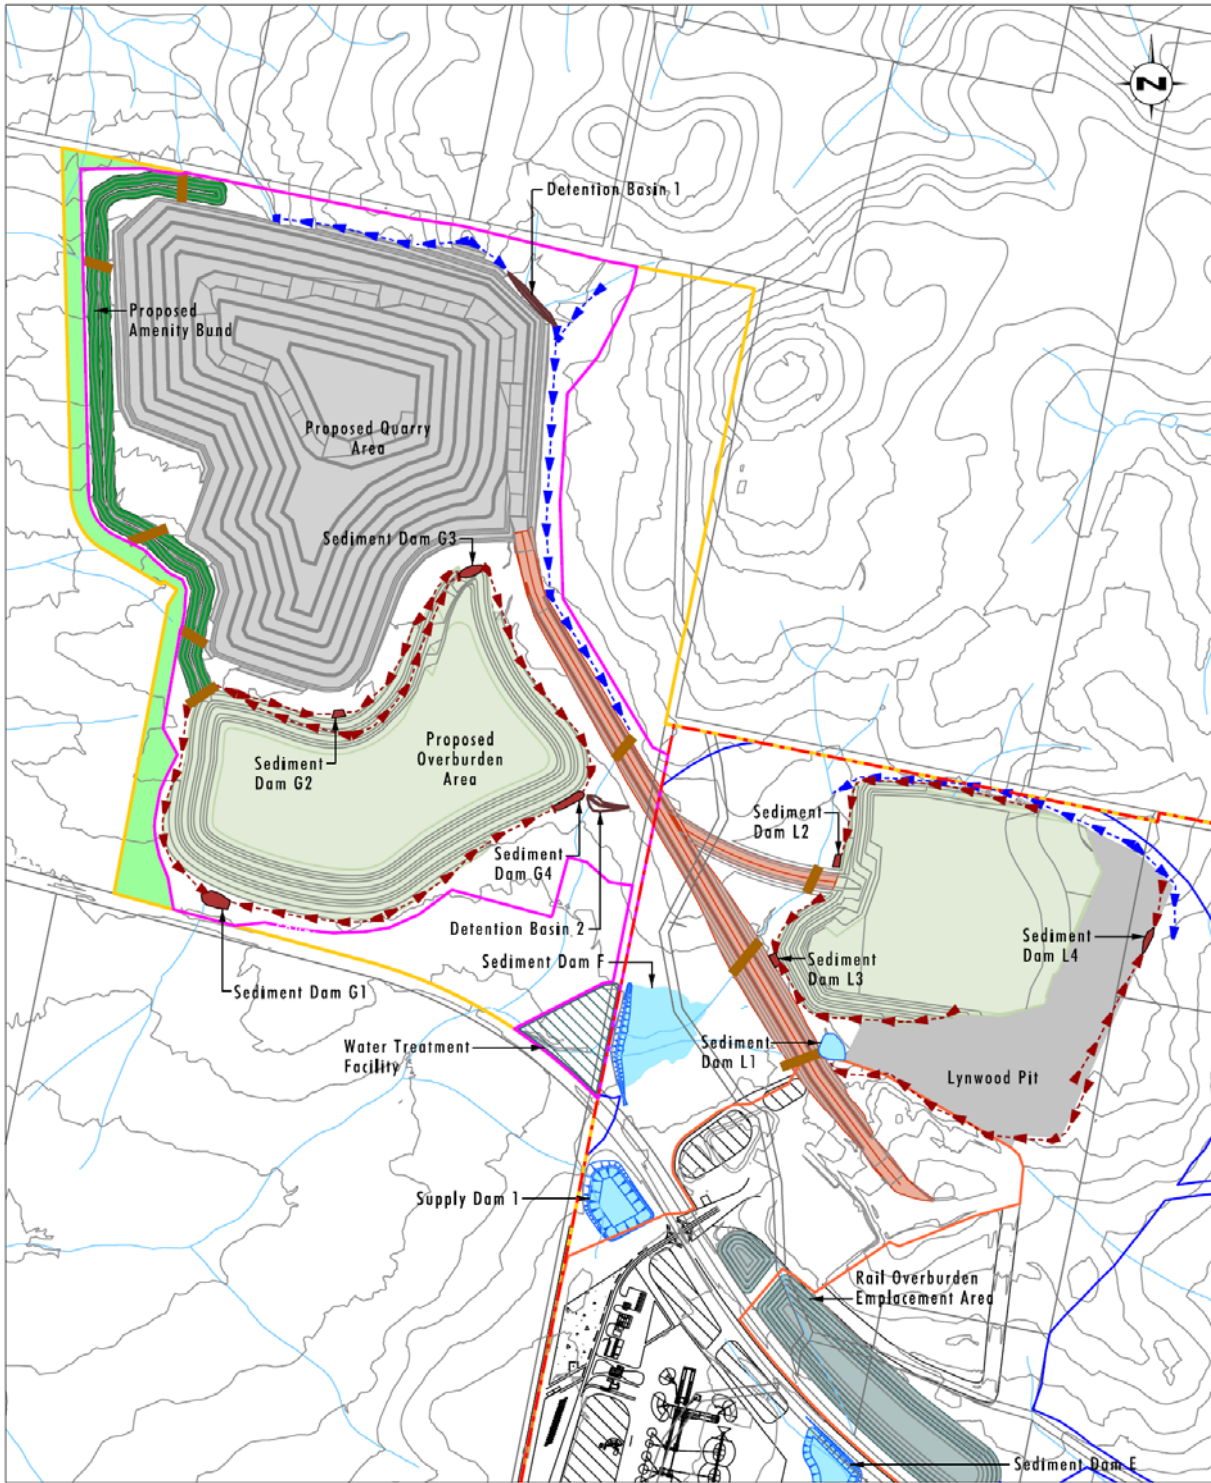 N
Detention Basin 1
Proposed
Amenity Bund
Proposed Quarry
Area
Sediment Dam G3
Proposed
Overburden
Area
Sediment
Dam G2
Sediment
Dam L2
Sediment
Dam G4
Detention Basin 2
Sediment
Dam L4
Sediment
Dam L3
Sediment Dam F
Sediment Dam G1
Water Treatment
Facility
Sediment
Dam L1
Lynwood Pit
Supply Dam 1
Rail Overburden
Emplacement Area
Sediment Dam E